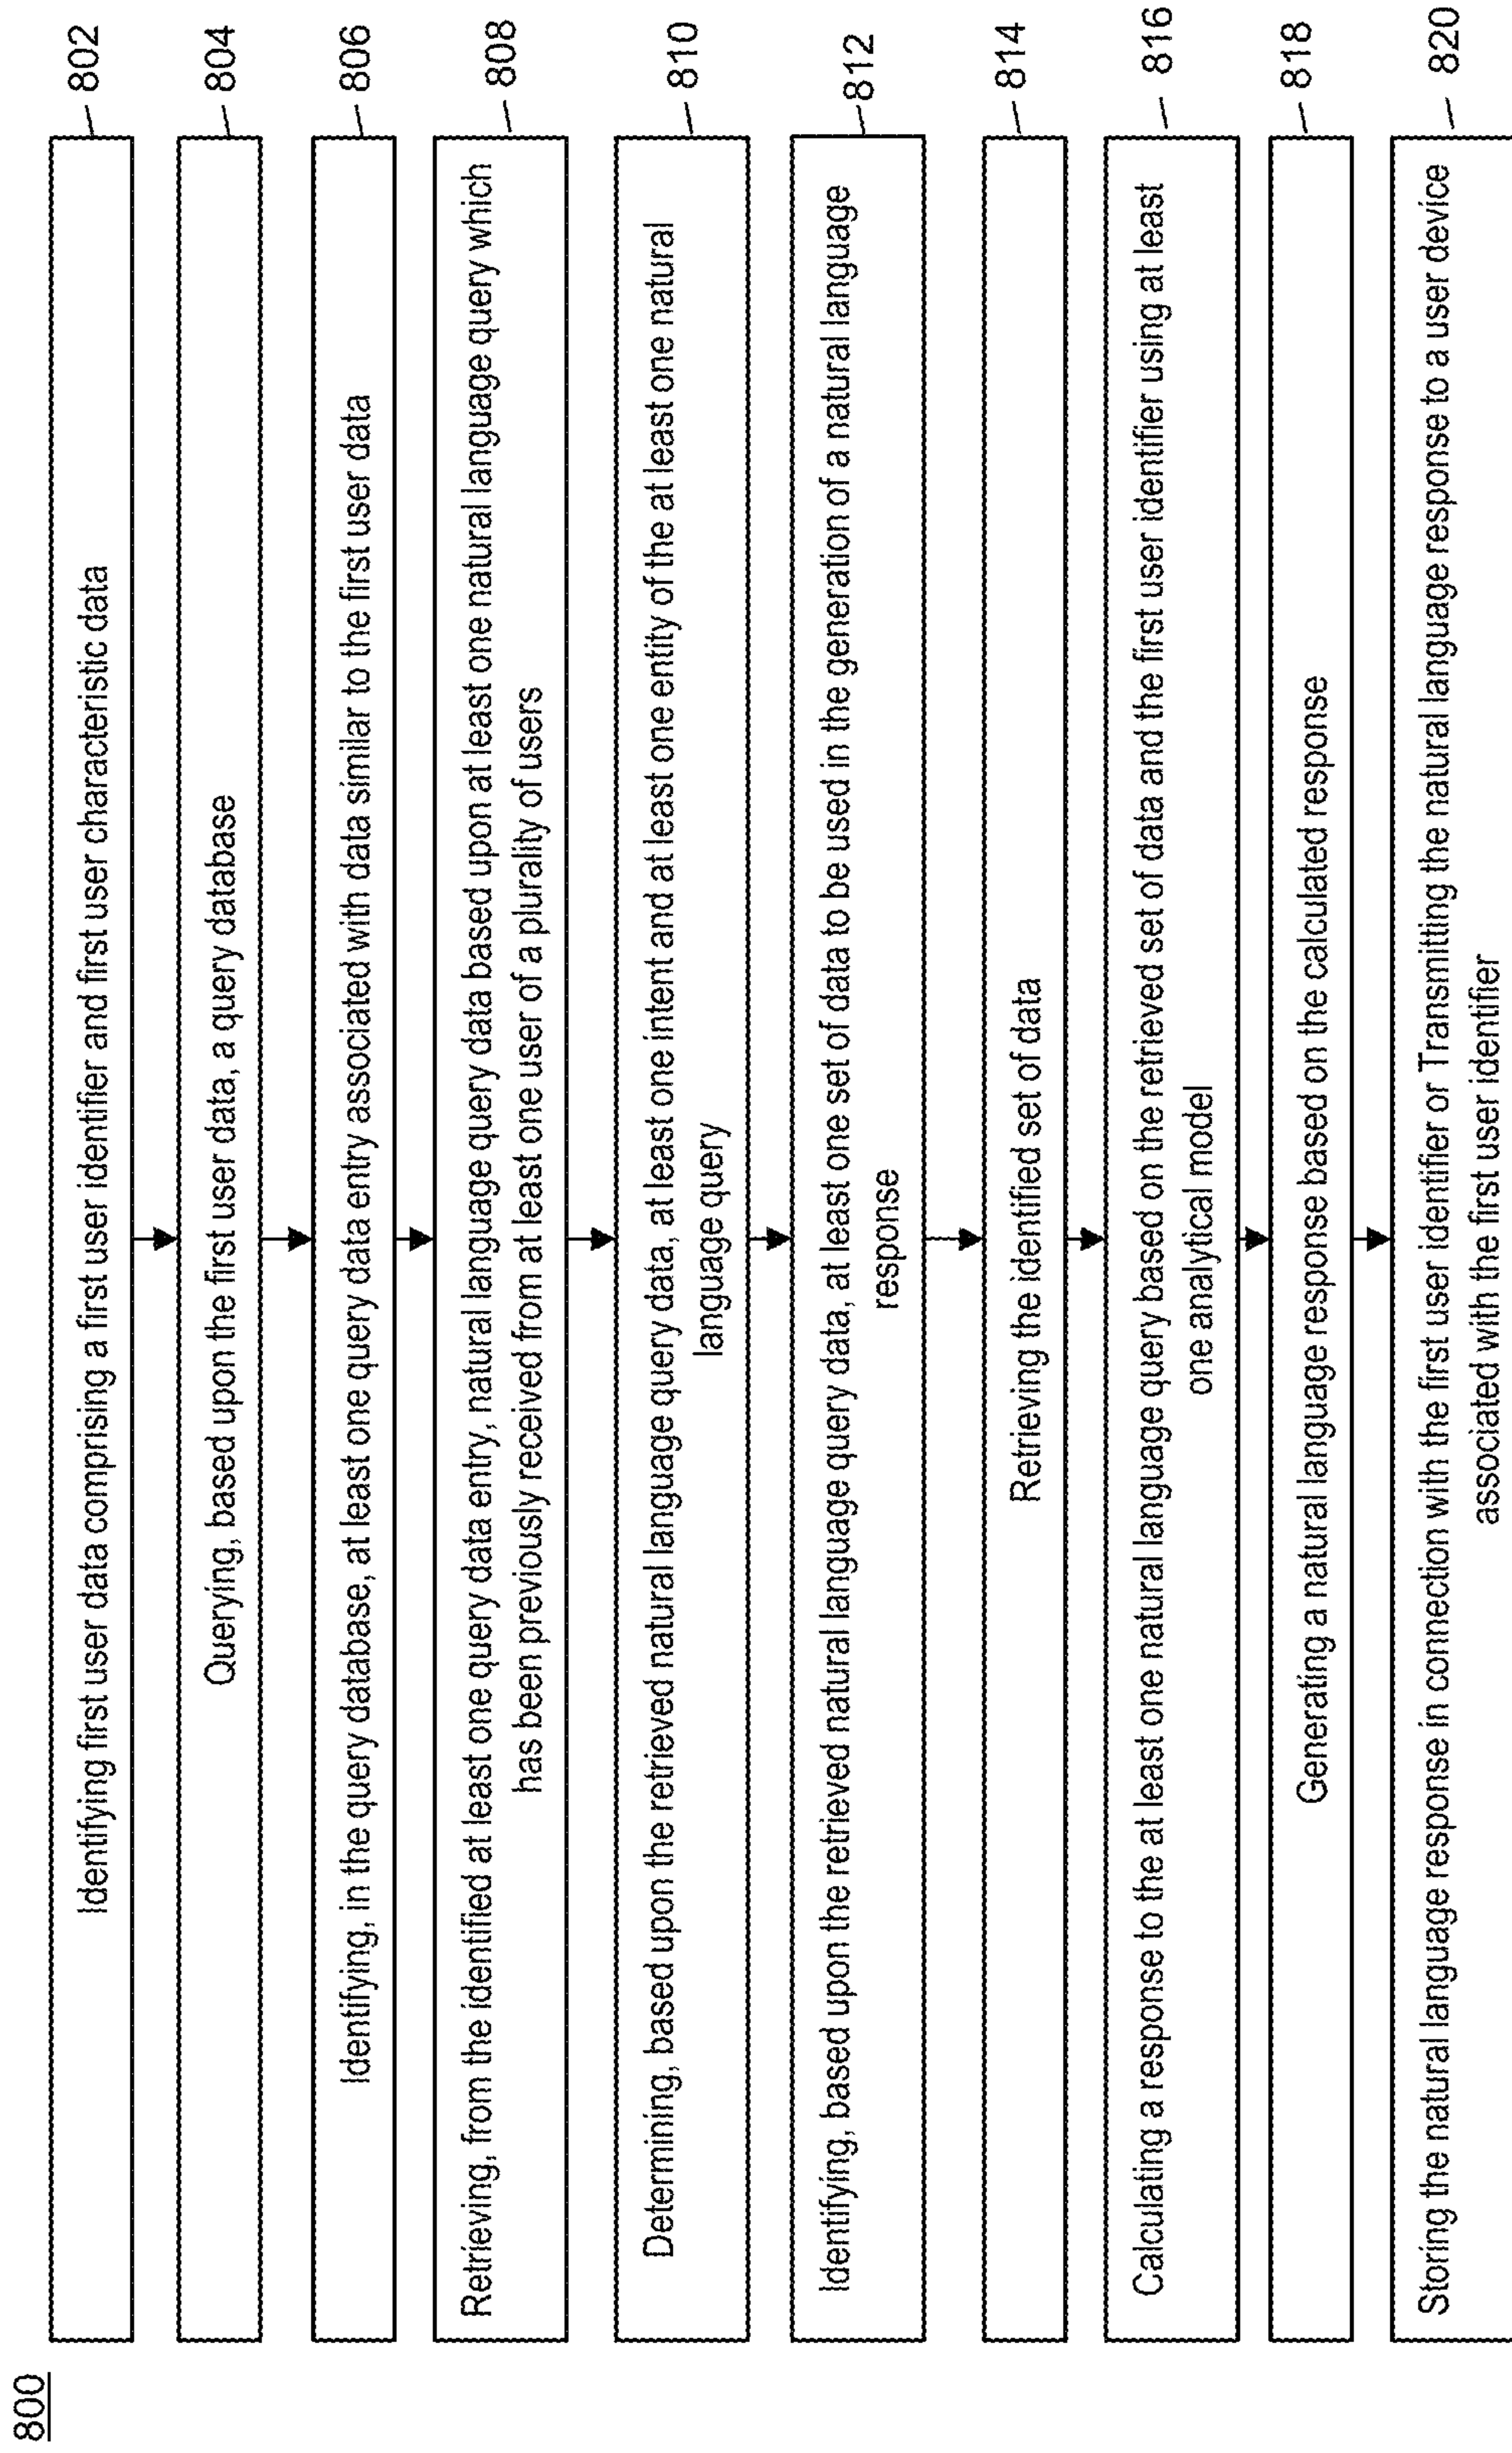 800
Identifying first user data comprising a first user identifier and first user characteristic data
802
Querying, based upon the first user data, a query database
804
Identifying, in the query database, at least one query data entry associated with data similar to the first user data
806
Retrieving, from the identified at least one query data entry, natural language query data based upon at least one natural language query which
has been previously received from at least one user of a plurality of users
808
Determining, based upon the retrieved natural language query data, at least one intent and at least one entity of the at least one natural
language query
810
Identifying, based upon the retrieved natural language query data, at least one set of data to be used in the generation of a natural language
response
812
Retrieving the identified set of data
814
Calculating a response to the at least one natural language query based on the retrieved set of data and the first user identifier using at least
one analytical model
816
Generating a natural language response based on the calculated response
818
Storing the natural language response in connection with the first user identifier or Transmitting the natural language response to a user device
associated with the first user identifier
820